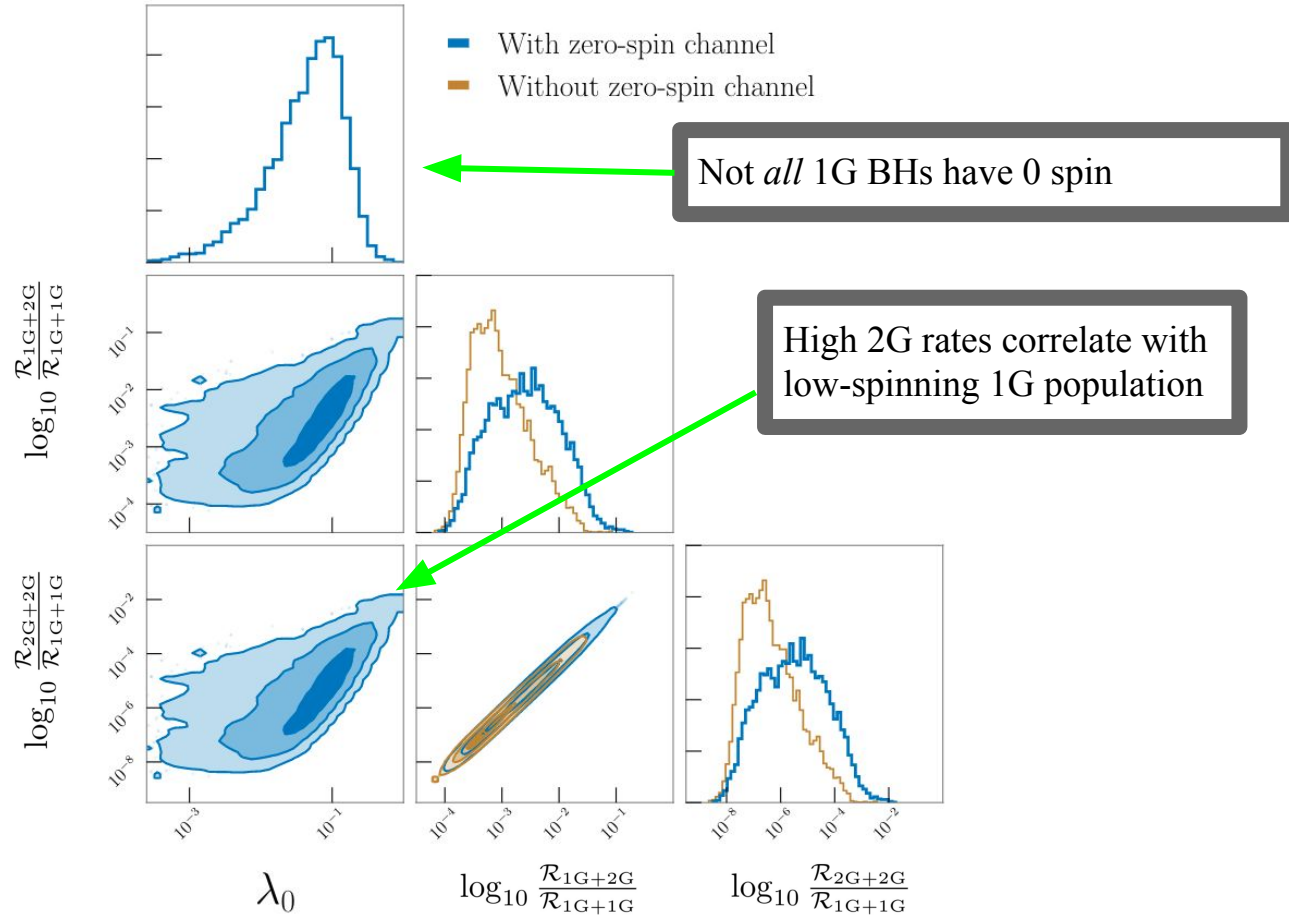 With zero-spin channel
Without zero-spin channel
Not all 1G BHs have 0 spin
log₁₀ R₁G₊₂G / R₁G₊₁G
10⁻¹
10⁻²
10⁻³
10⁻⁴
High 2G rates correlate with
low-spinning 1G population
log₁₀ R₂G₊₂G / R₁G₊₁G
10⁻²
10⁻⁴
10⁻⁶
10⁻⁸
10⁻³ 10⁻¹
10⁻⁴ 10⁻³ 10⁻² 10⁻¹
10⁻⁸ 10⁻⁶ 10⁻⁴ 10⁻²
λ₀
log₁₀ R₁G₊₂G / R₁G₊₁G
log₁₀ R₂G₊₂G / R₁G₊₁G